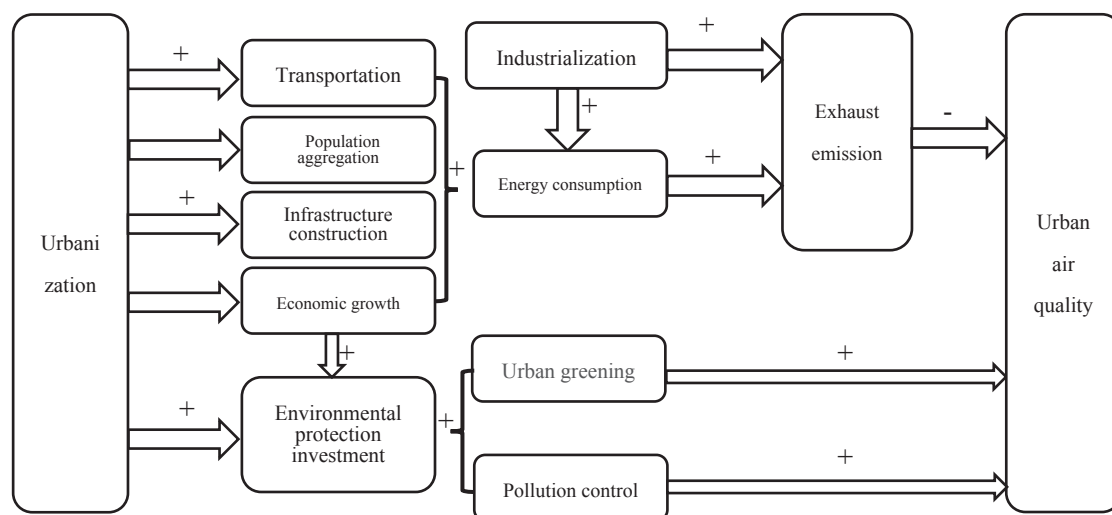 Urbani
zation
+
Transportation
Population
aggregation
+
Infrastructure
construction
Economic growth
+
+
Environmental
protection
investment
+
Industrialization
+
+
Energy consumption
+
Exhaust
emission
-
+
Urban greening
+
Pollution control
+
Urban
air
quality